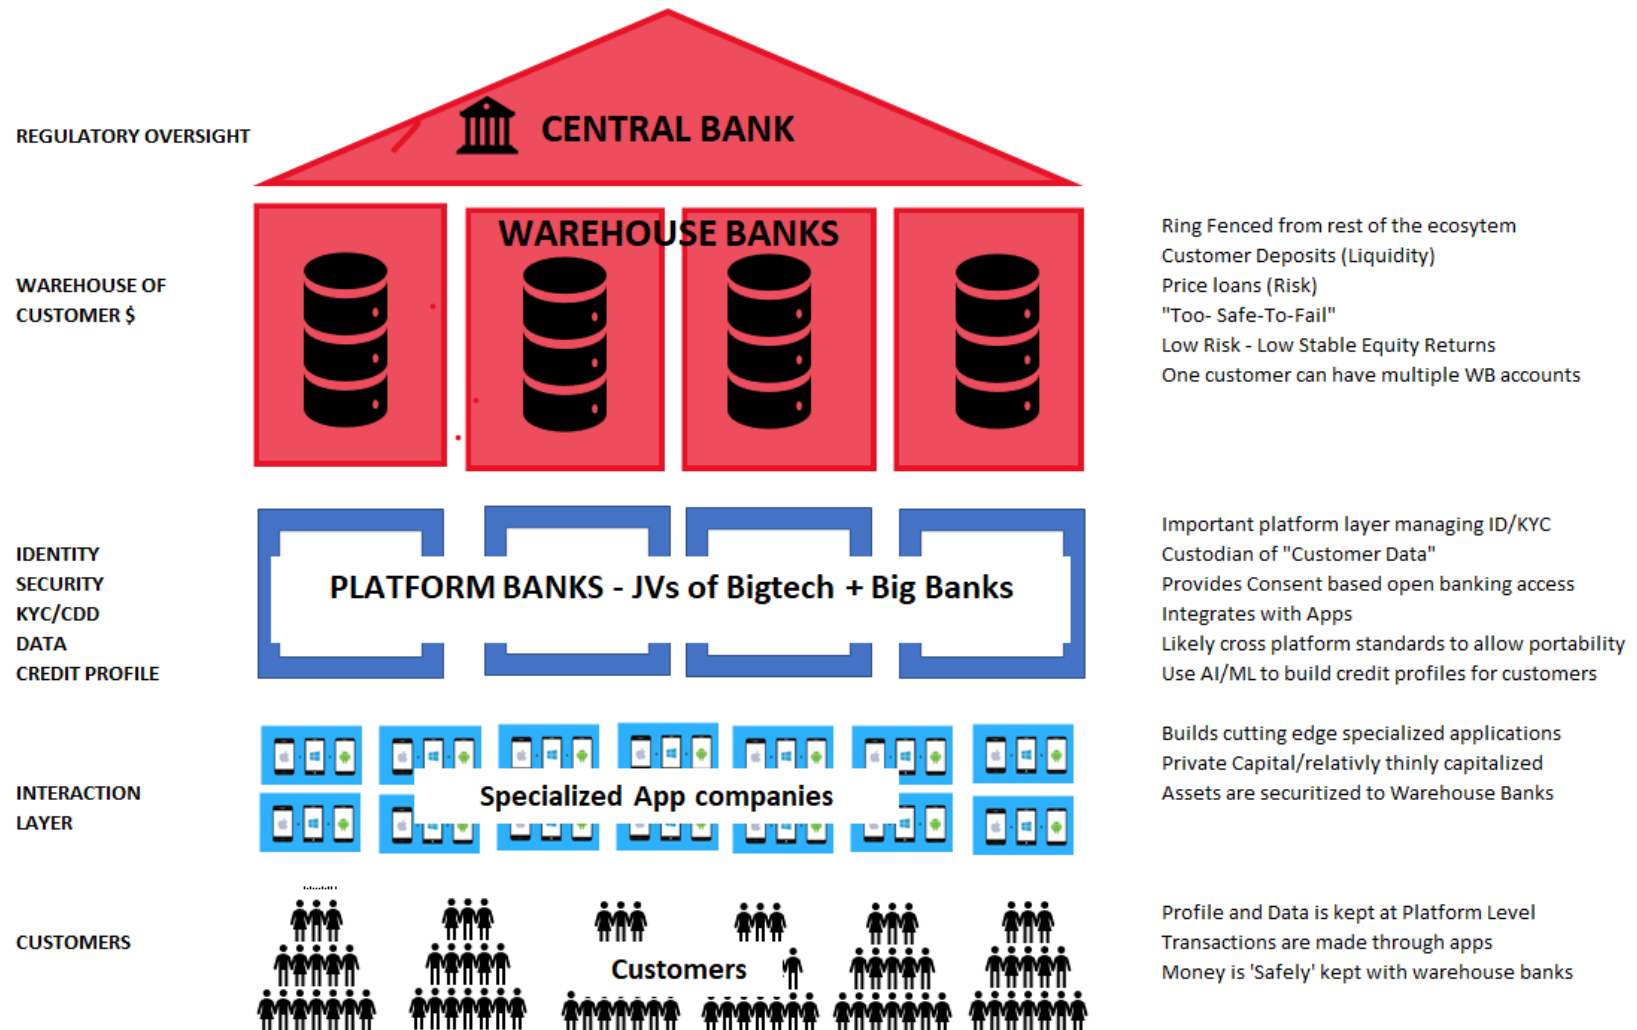 REGULATORY OVERSIGHT
CENTRAL BANK
WAREHOUSE BANKS
WAREHOUSE OF
CUSTOMER $
Ring Fenced from rest of the ecosytem
Customer Deposits (Liquidity)
Price loans (Risk)
"Too- Safe-To-Fail"
Low Risk - Low Stable Equity Returns
One customer can have multiple WB accounts
IDENTITY
SECURITY
KYC/CDD
DATA
CREDIT PROFILE
PLATFORM BANKS - JVs of Bigtech + Big Banks
Important platform layer managing ID/KYC
Custodian of "Customer Data"
Provides Consent based open banking access
Integrates with Apps
Likely cross platform standards to allow portability
Use AI/ML to build credit profiles for customers
INTERACTION
LAYER
Specialized App companies
Builds cutting edge specialized applications
Private Capital/relativly thinly capitalized
Assets are securitized to Warehouse Banks
CUSTOMERS
Customers
Profile and Data is kept at Platform Level
Transactions are made through apps
Money is 'Safely' kept with warehouse banks